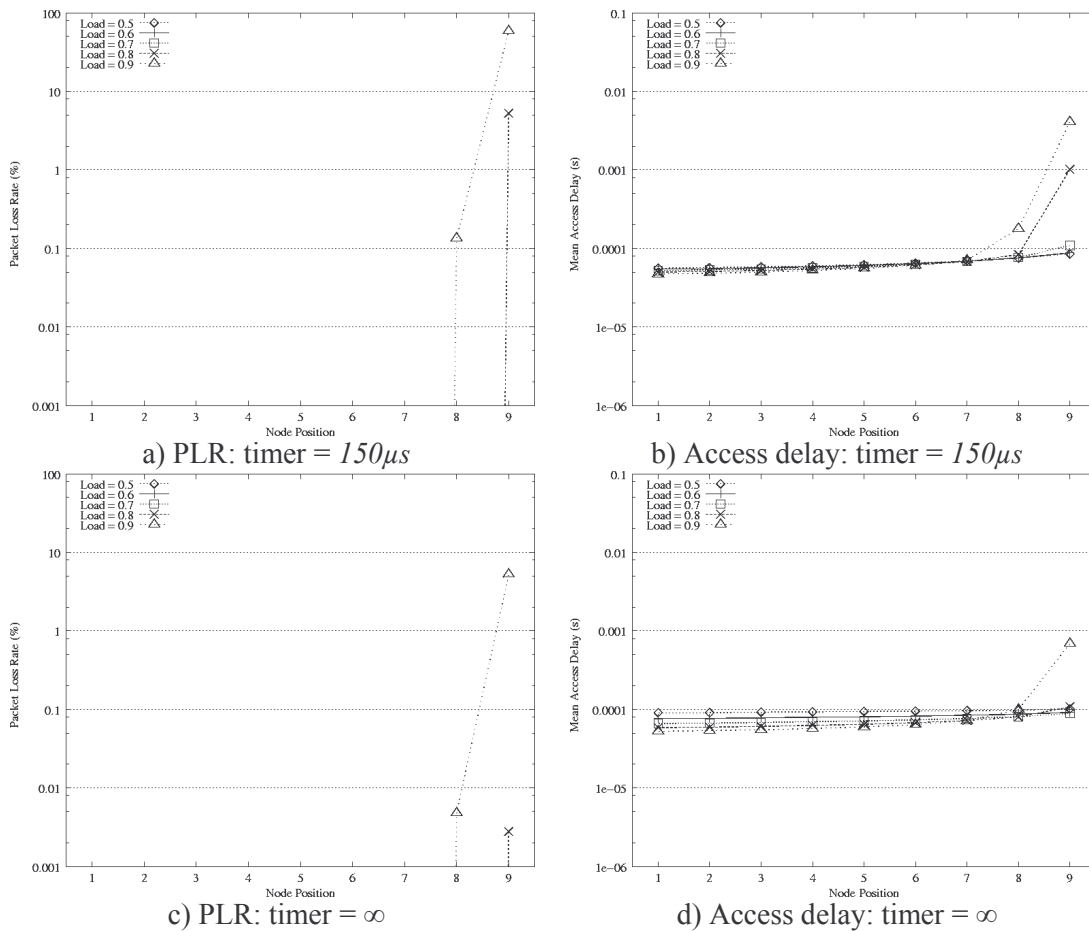 100
10
1
0.1
0.01
0.001
Packet Loss Rate (%)
Load = 0.5
Load = 0.6
Load = 0.7
Load = 0.8
Load = 0.9
1 2 3 4 5 6 7 8 9
Node Position
a) PLR: timer = 150μs
0.1
0.01
0.001
0.0001
1e−05
1e−06
Mean Access Delay (s)
Load = 0.5
Load = 0.6
Load = 0.7
Load = 0.8
Load = 0.9
1 2 3 4 5 6 7 8 9
Node Position
b) Access delay: timer = 150μs
100
10
1
0.1
0.01
0.001
Packet Loss Rate (%)
Load = 0.5
Load = 0.6
Load = 0.7
Load = 0.8
Load = 0.9
1 2 3 4 5 6 7 8 9
Node Position
c) PLR: timer = ∞
0.1
0.01
0.001
0.0001
1e−05
1e−06
Mean Access Delay (s)
Load = 0.5
Load = 0.6
Load = 0.7
Load = 0.8
Load = 0.9
1 2 3 4 5 6 7 8 9
Node Position
d) Access delay: timer = ∞